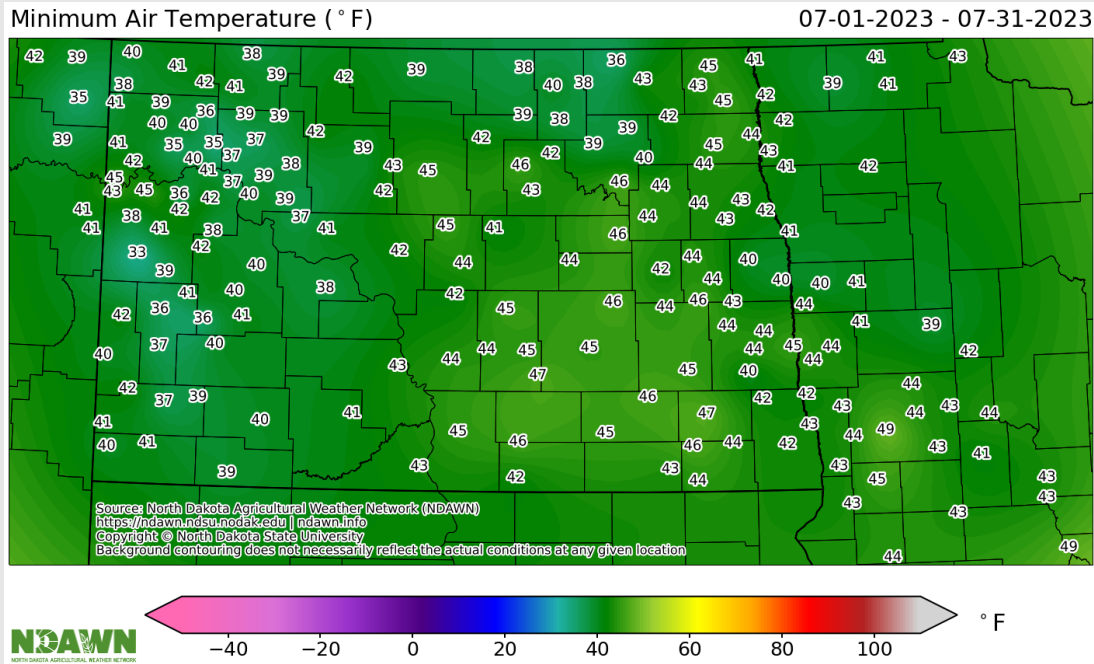 Minimum Air Temperature (°F) 07-01-2023 - 07-31-2023
42 39 40 38 36 45 41 41 43
41 39 42 39 38 43
35 38 42 41 40 38 43 39 41
41 39 36 39 39 39 38 45 42
40 40 42 42 39 42 42
39 41 35 35 37 39 42 39 27 45 44 43
42 40 37 38 43 45 46 42 40 44 41 42
45 41 39
43 45 36 37 40 39 42 43 46 44 44 43 42
41 38 42 42 37 45 41 44 43
41 41 38 41 46 41
33 42 42 44 44 42 44 40
39 40 44 40 40 41
41 40 38 42 45 46 44 46 43 44
42 36 36 41 44 44 41 39
40 37 40 43 44 44 45 45 44 45 44 42
47 45 40 44
42 37 39 46 42 42 43 44 43 44
41 40 41 45 46 45 47 43 44 49 44
40 41 46 44 42 43 41
39 43 42 43 44 43 45 43
43 43 43
44 49
Source: North Dakota Agricultural Weather Network (NDAWN)
https://ndawn.ndsu.nodak.edu | ndawn.info
Copyright © North Dakota State University
Background contouring does not necessarily reflect the actual conditions at any given location
°F
−40 −20 0 20 40 60 80 100
NDAWN
NORTH DAKOTA AGRICULTURAL WEATHER NETWORK